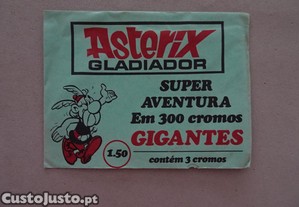 Asterix
GLADIADOR
SUPER
AVENTURA
Em 300 cromos
GIGANTES
1.50
contém 3 cromos
CustoJusto.pt